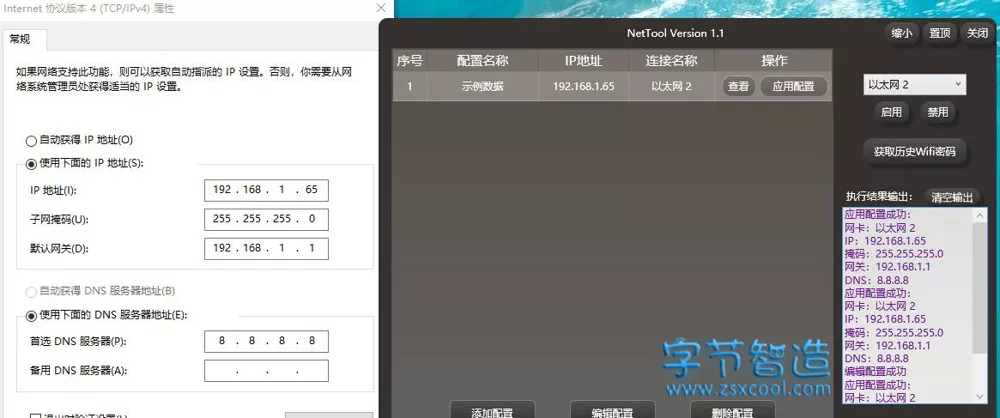 Internet 协议版本 4 (TCP/IPv4) 属性
常规
如果网络支持此功能，则可以获取自动指派的 IP 设置。否则，你需要从网
络系统管理员处获得适当的 IP 设置。
自动获得 IP 地址(O)
使用下面的 IP 地址(S):
IP 地址(I):
192 . 168 . 1 . 65
子网掩码(U):
255 . 255 . 255 . 0
默认网关(D):
192 . 168 . 1 . 1
自动获得 DNS 服务器地址(B)
使用下面的 DNS 服务器地址(E):
首选 DNS 服务器(P):
8 . 8 . 8 . 8
备用 DNS 服务器(A):
. . .
退出时验证设置(L)
NetTool Version 1.1
缩小 置顶 关闭
序号 配置名称 IP地址 连接名称 操作
1 示例数据 192.168.1.65 以太网 2 查看 应用配置
添加配置 编辑配置 删除配置
以太网 2
启用 禁用
获取历史Wifi密码
执行结果输出: 清空输出
应用配置成功:
网卡: 以太网 2
IP: 192.168.1.65
掩码: 255.255.255.0
网关: 192.168.1.1
DNS: 8.8.8.8
应用配置成功:
网卡: 以太网 2
IP: 192.168.1.65
掩码: 255.255.255.0
网关: 192.168.1.1
DNS: 8.8.8.8
编辑配置成功
应用配置成功:
网卡: 以太网 2
字节智造
www.zsxcool.com